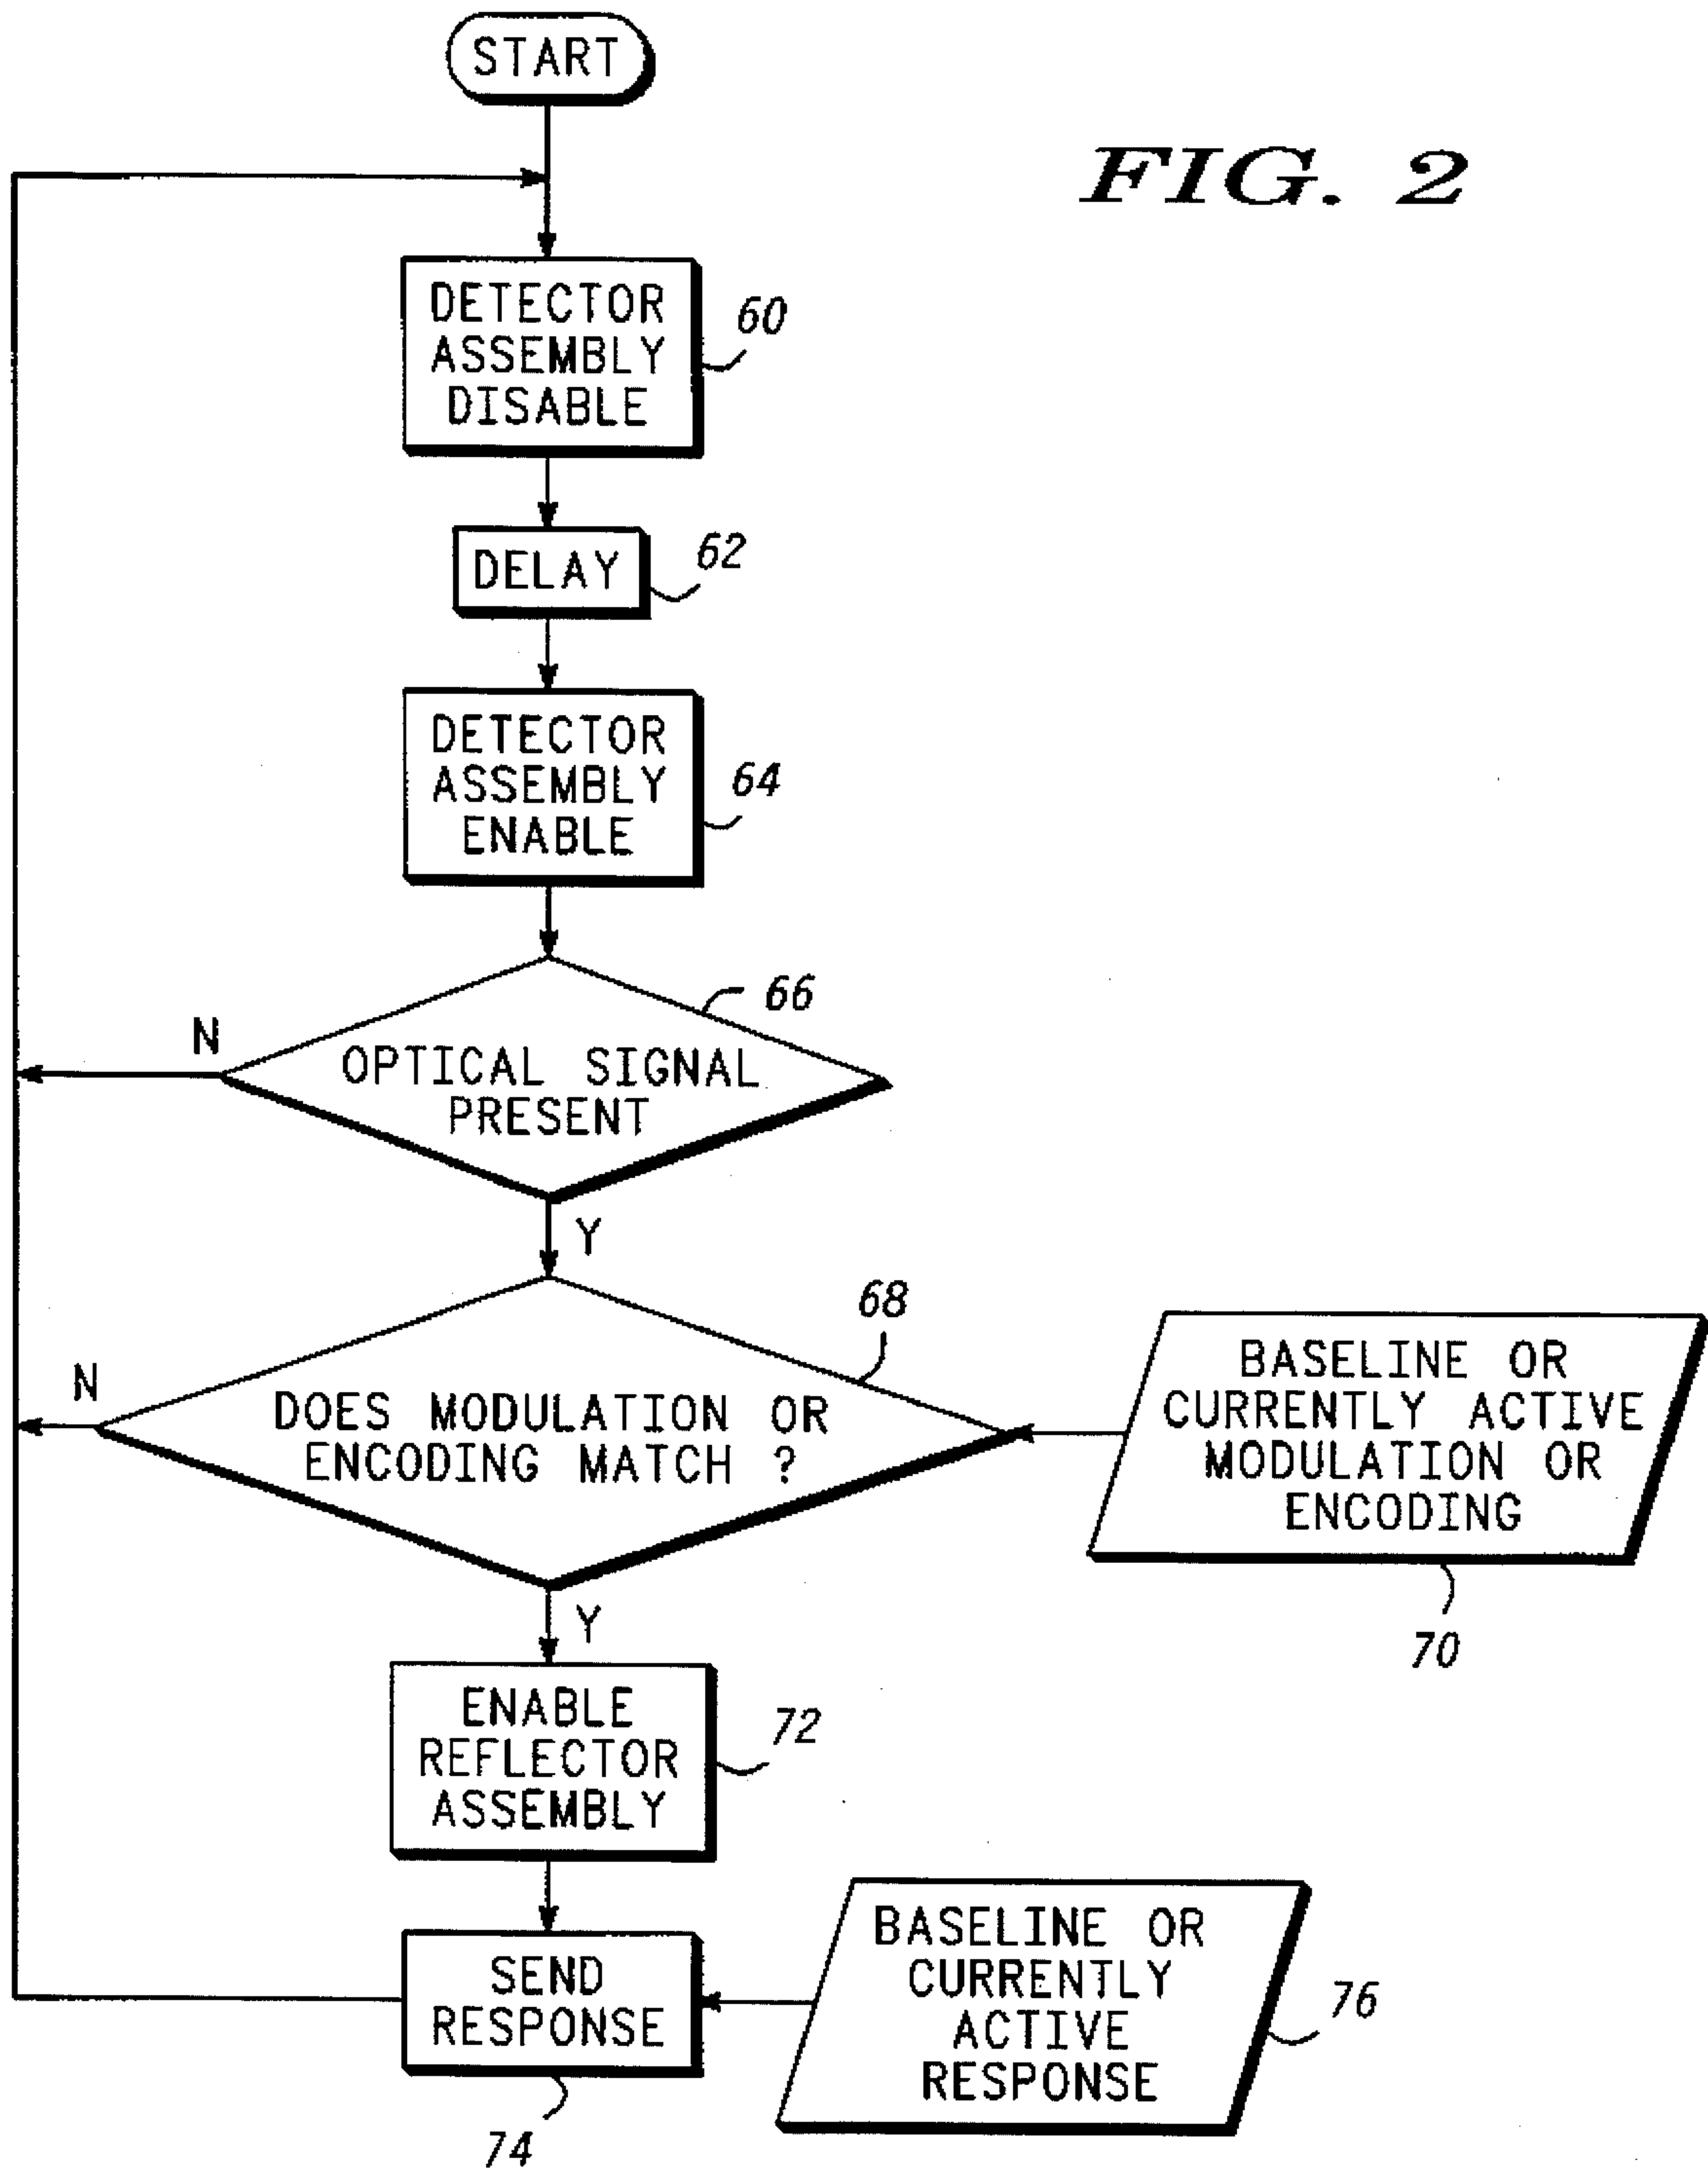 START
FIG. 2
DETECTOR
ASSEMBLY
DISABLE
60
DELAY
62
DETECTOR
ASSEMBLY
ENABLE
64
66
N
OPTICAL SIGNAL
PRESENT
Y
68
N
DOES MODULATION OR
ENCODING MATCH ?
BASELINE OR
CURRENTLY ACTIVE
MODULATION OR
ENCODING
70
Y
ENABLE
REFLECTOR
ASSEMBLY
72
SEND
RESPONSE
74
BASELINE OR
CURRENTLY
ACTIVE
RESPONSE
76